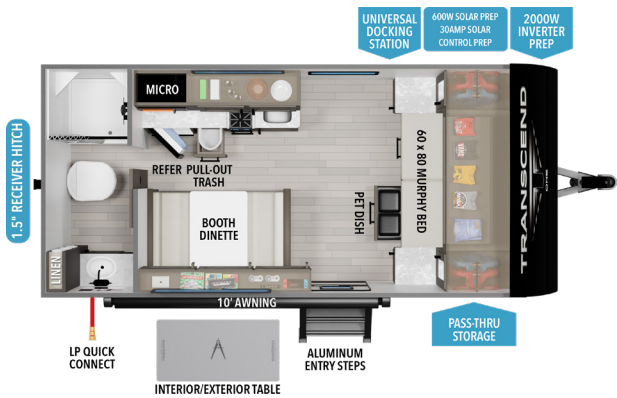 UNIVERSAL
DOCKING
STATION
600W SOLAR PREP
30AMP SOLAR
CONTROL PREP
2000W
INVERTER
PREP
MICRO
1.5" RECEIVER HITCH
REFER
PULL-OUT
TRASH
60 x 80 MURPHY BED
TRANSCEND
ONE
PET DISH
BOOTH
DINETTE
LINEN
10' AWNING
PASS-THRU
STORAGE
LP QUICK
CONNECT
ALUMINUM
ENTRY STEPS
INTERIOR/EXTERIOR TABLE